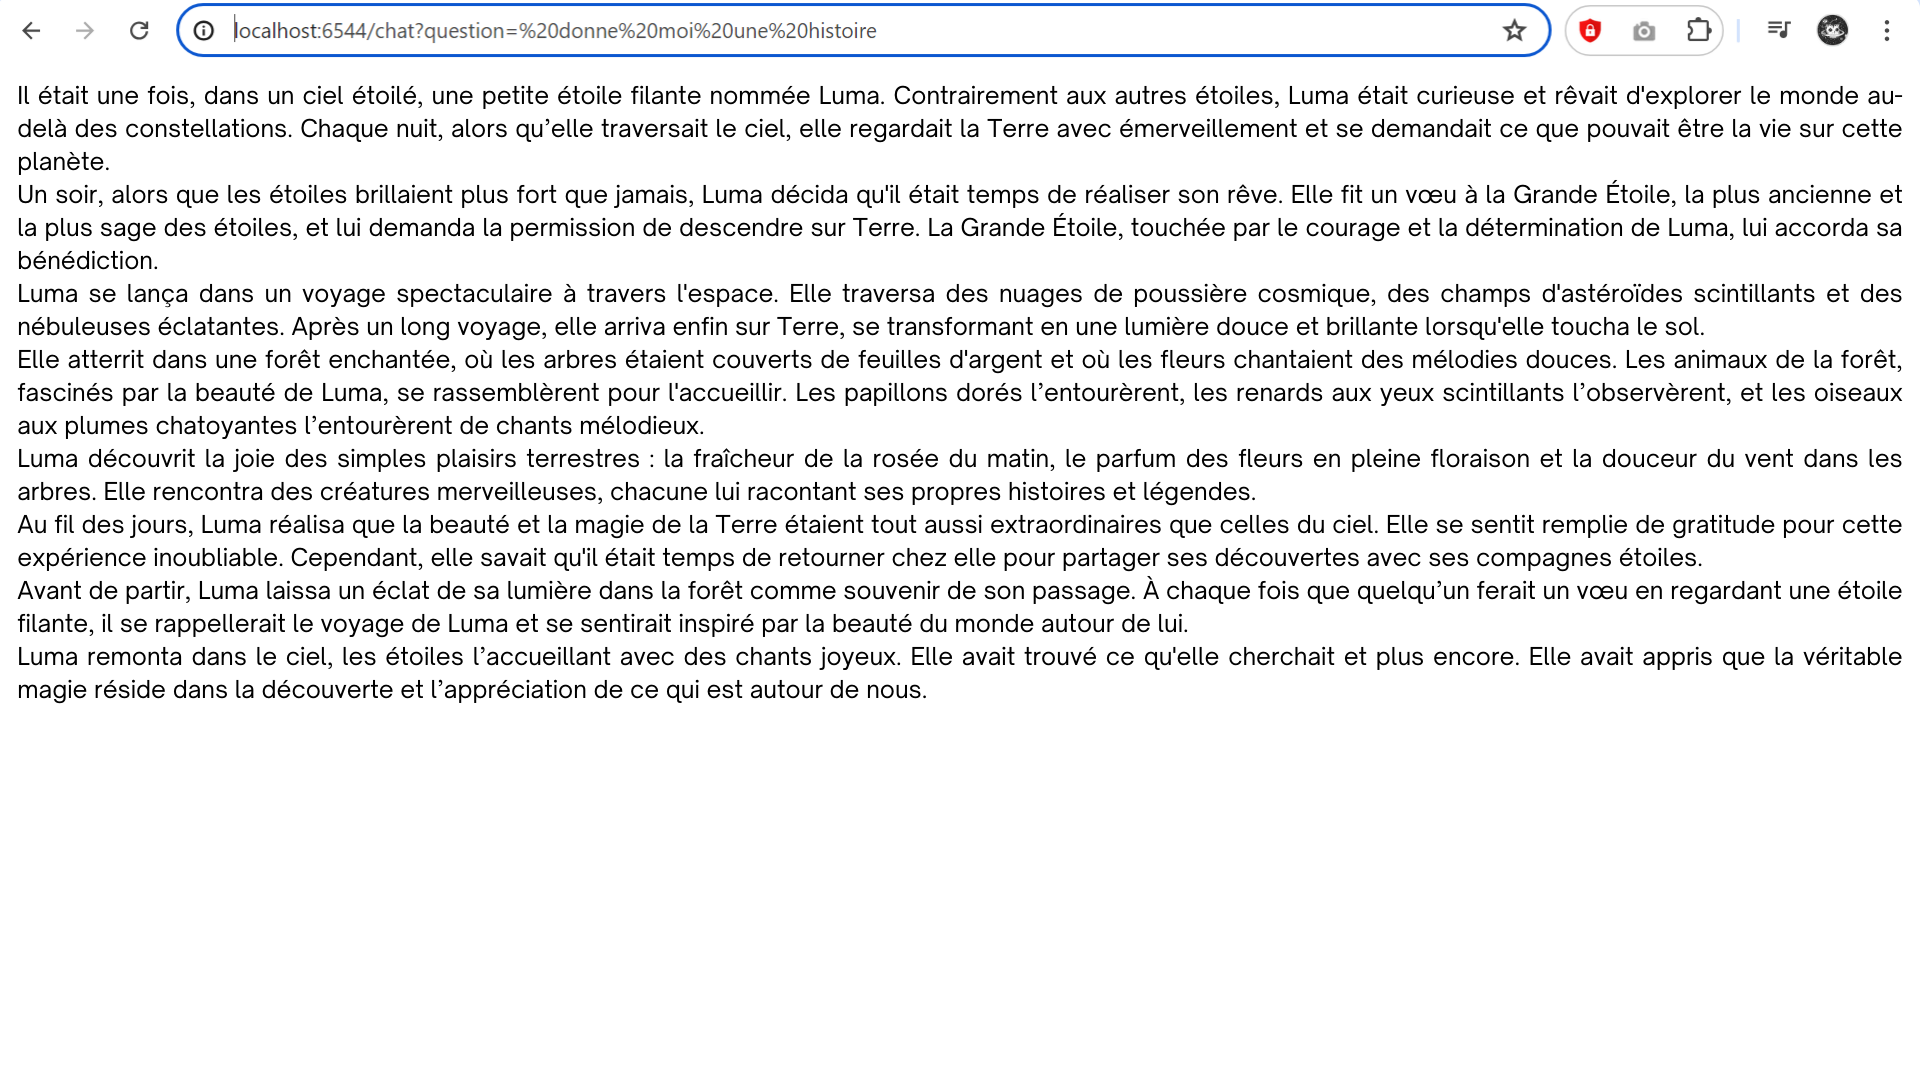 localhost:6544/chat?question=%20donne%20moi%20une%20histoire
Il était une fois, dans un ciel étoilé, une petite étoile filante nommée Luma. Contrairement aux autres étoiles, Luma était curieuse et rêvait d'explorer le monde au-
delà des constellations. Chaque nuit, alors qu’elle traversait le ciel, elle regardait la Terre avec émerveillement et se demandait ce que pouvait être la vie sur cette
planète.
Un soir, alors que les étoiles brillaient plus fort que jamais, Luma décida qu'il était temps de réaliser son rêve. Elle fit un vœu à la Grande Étoile, la plus ancienne et
la plus sage des étoiles, et lui demanda la permission de descendre sur Terre. La Grande Étoile, touchée par le courage et la détermination de Luma, lui accorda sa
bénédiction.
Luma se lança dans un voyage spectaculaire à travers l'espace. Elle traversa des nuages de poussière cosmique, des champs d'astéroïdes scintillants et des
nébuleuses éclatantes. Après un long voyage, elle arriva enfin sur Terre, se transformant en une lumière douce et brillante lorsqu'elle toucha le sol.
Elle atterrit dans une forêt enchantée, où les arbres étaient couverts de feuilles d'argent et où les fleurs chantaient des mélodies douces. Les animaux de la forêt,
fascinés par la beauté de Luma, se rassemblèrent pour l'accueillir. Les papillons dorés l’entourèrent, les renards aux yeux scintillants l’observèrent, et les oiseaux
aux plumes chatoyantes l’entourèrent de chants mélodieux.
Luma découvrit la joie des simples plaisirs terrestres : la fraîcheur de la rosée du matin, le parfum des fleurs en pleine floraison et la douceur du vent dans les
arbres. Elle rencontra des créatures merveilleuses, chacune lui racontant ses propres histoires et légendes.
Au fil des jours, Luma réalisa que la beauté et la magie de la Terre étaient tout aussi extraordinaires que celles du ciel. Elle se sentit remplie de gratitude pour cette
expérience inoubliable. Cependant, elle savait qu'il était temps de retourner chez elle pour partager ses découvertes avec ses compagnes étoiles.
Avant de partir, Luma laissa un éclat de sa lumière dans la forêt comme souvenir de son passage. À chaque fois que quelqu’un ferait un vœu en regardant une étoile
filante, il se rappellerait le voyage de Luma et se sentirait inspiré par la beauté du monde autour de lui.
Luma remonta dans le ciel, les étoiles l’accueillant avec des chants joyeux. Elle avait trouvé ce qu'elle cherchait et plus encore. Elle avait appris que la véritable
magie réside dans la découverte et l’appréciation de ce qui est autour de nous.